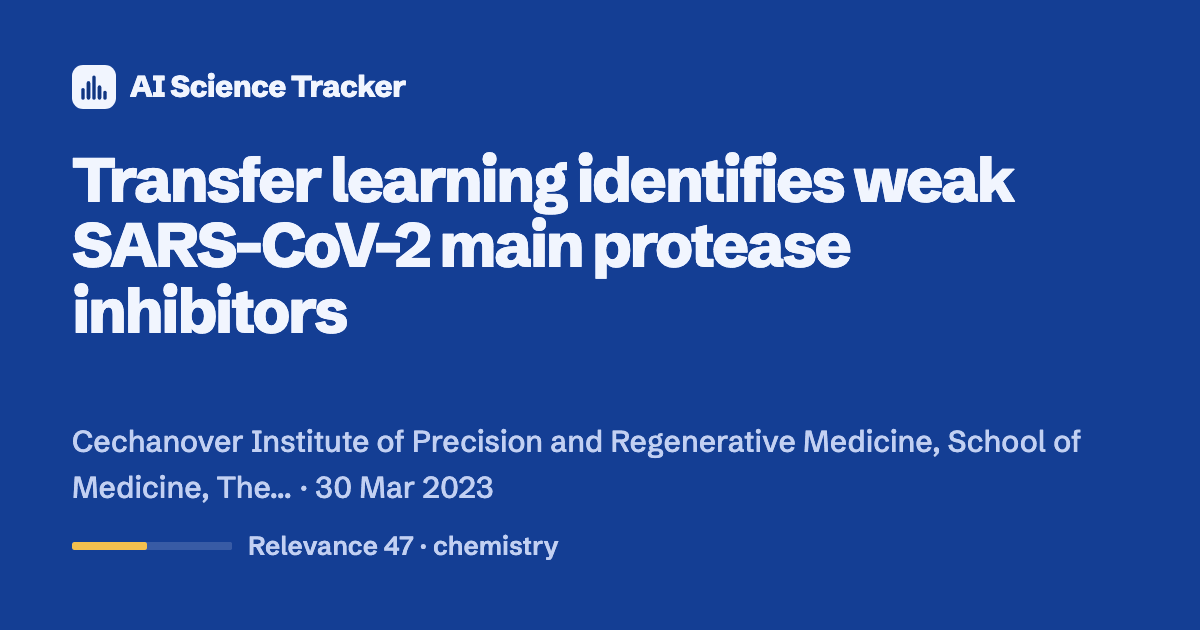 AI Science Tracker
Transfer learning identifies weak
SARS-CoV-2 main protease
inhibitors
Cechanover Institute of Precision and Regenerative Medicine, School of
Medicine, The... · 30 Mar 2023
Relevance 47 · chemistry